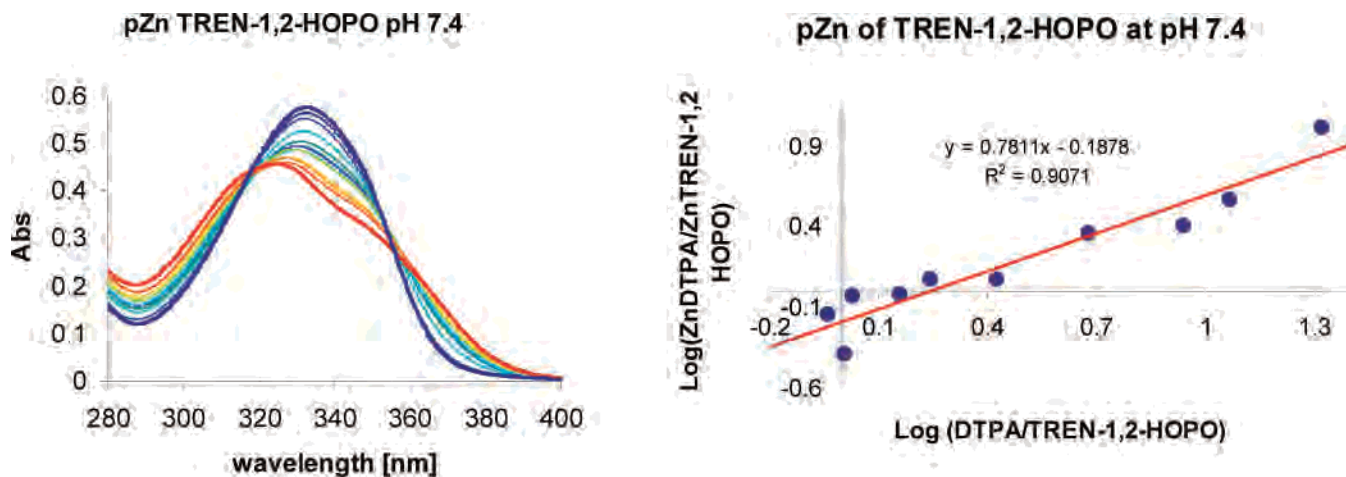 pZn TREN-1,2-HOPO pH 7.4
0.6
0.5
0.4
0.3
0.2
0.1
0
Abs
280 300 320 340 360 380 400
wavelength [nm]
pZn of TREN-1,2-HOPO at pH 7.4
Log(ZnDTPA/ZnTREN-1,2
HOPO)
0.9
0.4
-0.1
-0.6
y = 0.7811x - 0.1878
R² = 0.9071
-0.2 0.1 0.4 0.7 1 1.3
Log (DTPA/TREN-1,2-HOPO)